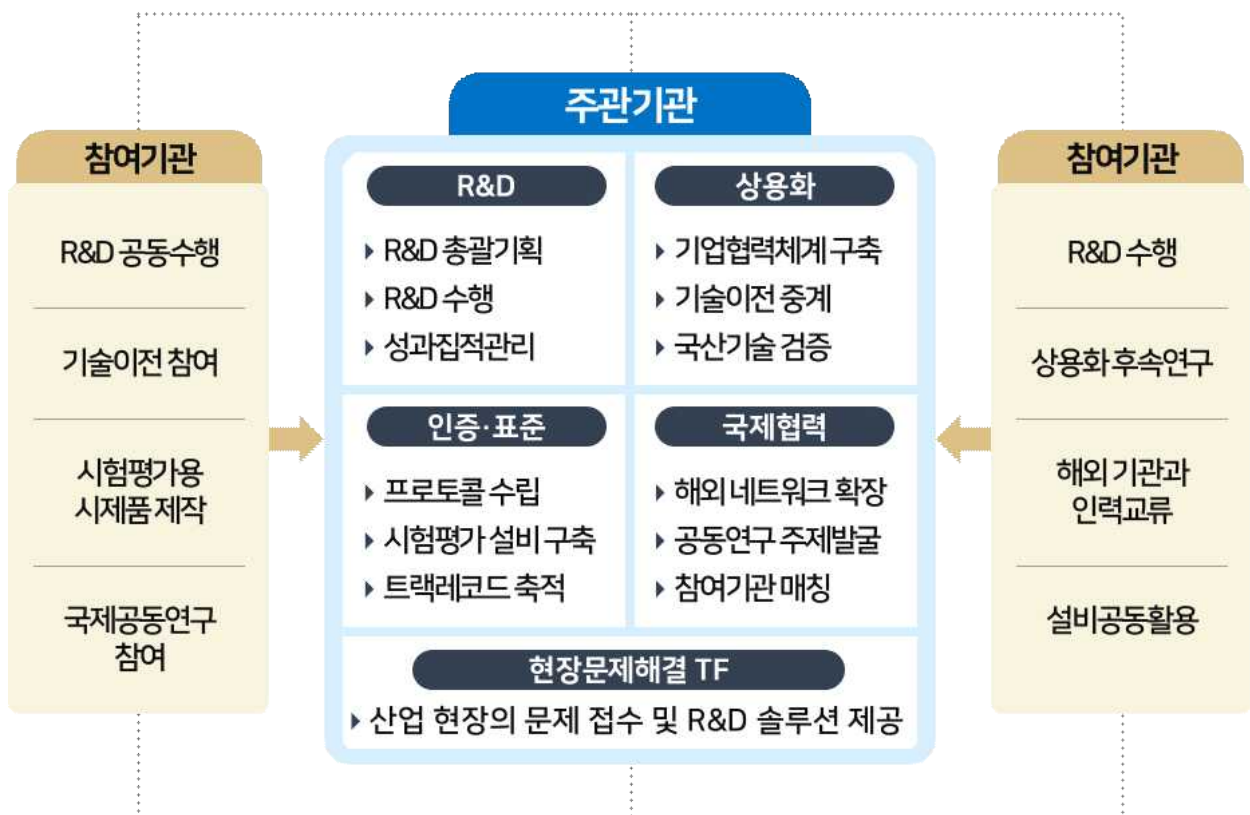 주관기관
참여기관
R&D 공동수행
기술이전 참여
시험평가용
시제품 제작
국제공동연구
참여
R&D
R&D 총괄기획
R&D 수행
성과집적관리
상용화
기업협력체계 구축
기술이전 중계
국산기술 검증
인증·표준
프로토콜 수립
시험평가 설비 구축
트랙레코드 축적
국제협력
해외 네트워크 확장
공동연구 주제발굴
참여기관 매칭
현장문제해결 TF
산업 현장의 문제 접수 및 R&D 솔루션 제공
참여기관
R&D 수행
상용화 후속연구
해외 기관과
인력교류
설비공동활용